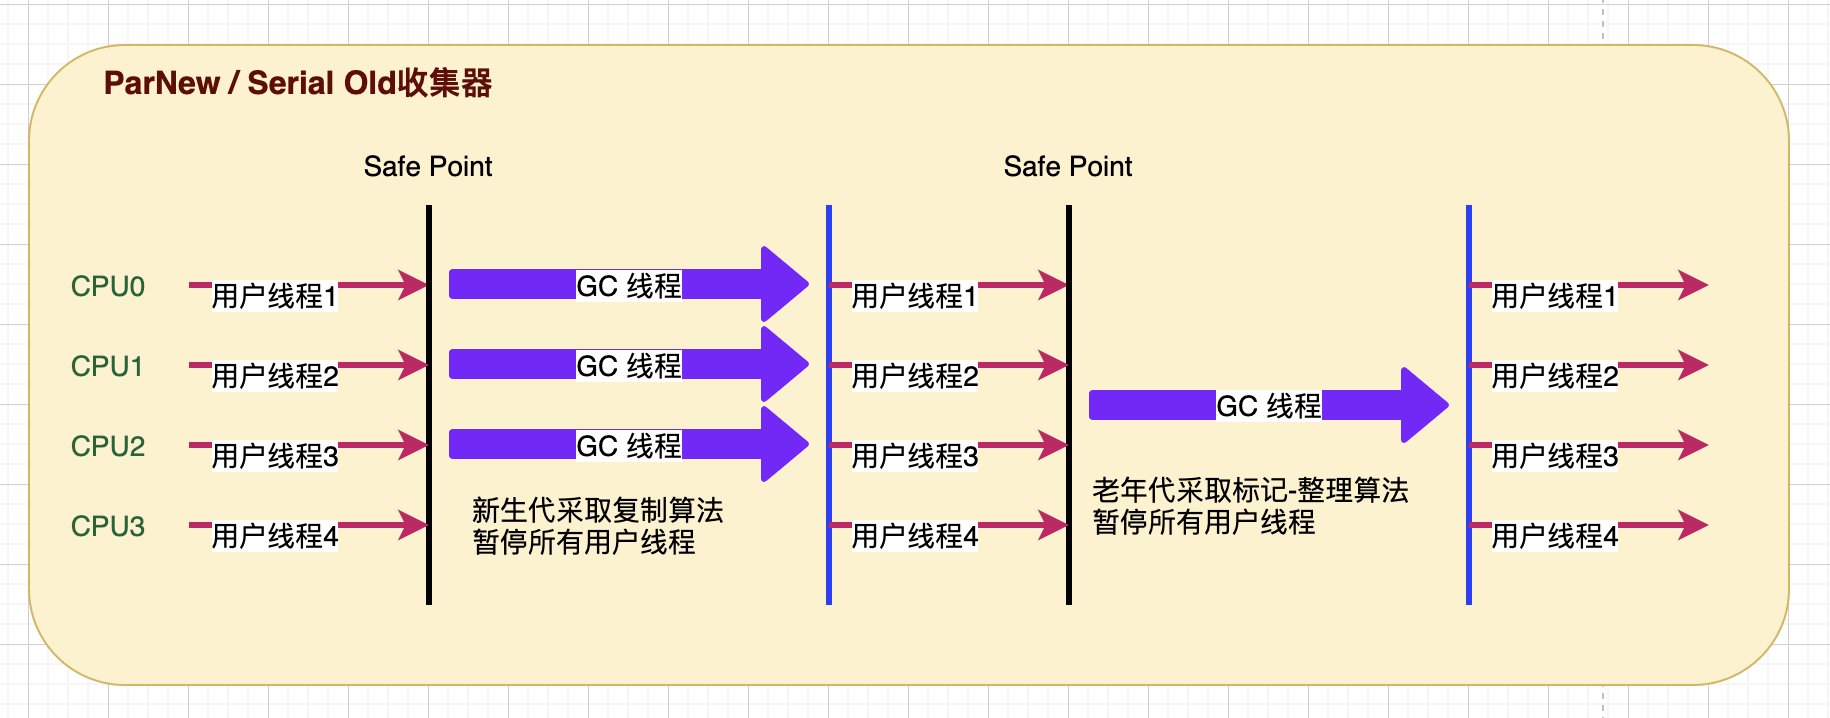 ParNew / Serial Old收集器
Safe Point
Safe Point
CPU0
用户线程1
GC 线程
用户线程1
用户线程1
CPU1
用户线程2
GC 线程
用户线程2
用户线程2
GC 线程
CPU2
用户线程3
GC 线程
用户线程3
用户线程3
CPU3
用户线程4
新生代采取复制算法
暂停所有用户线程
用户线程4
老年代采取标记-整理算法
暂停所有用户线程
用户线程4